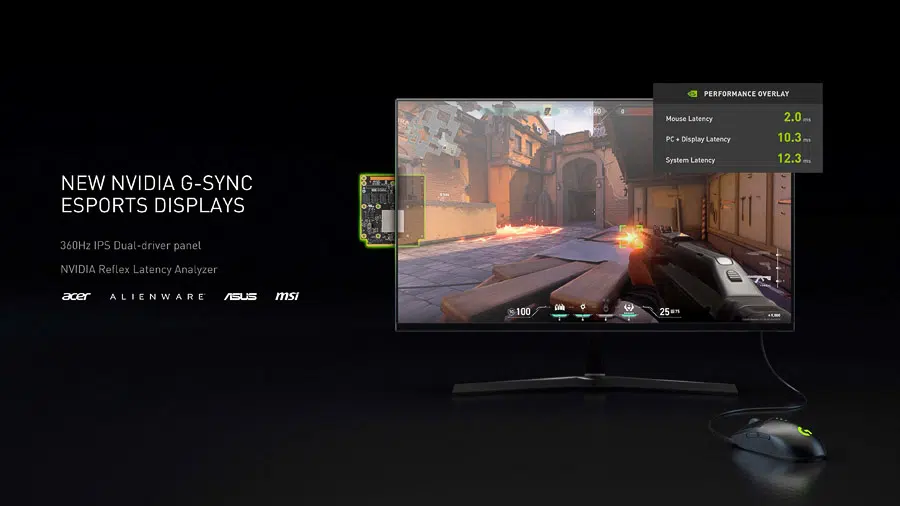 NEW NVIDIA G-SYNC
ESPORTS DISPLAYS
360Hz IPS Dual-driver panel
NVIDIA Reflex Latency Analyzer
acer ALIENWARE ASUS msi
PERFORMANCE OVERLAY
Mouse Latency 2.0 ms
PC + Display Latency 10.3 ms
System Latency 12.3 ms
100
25